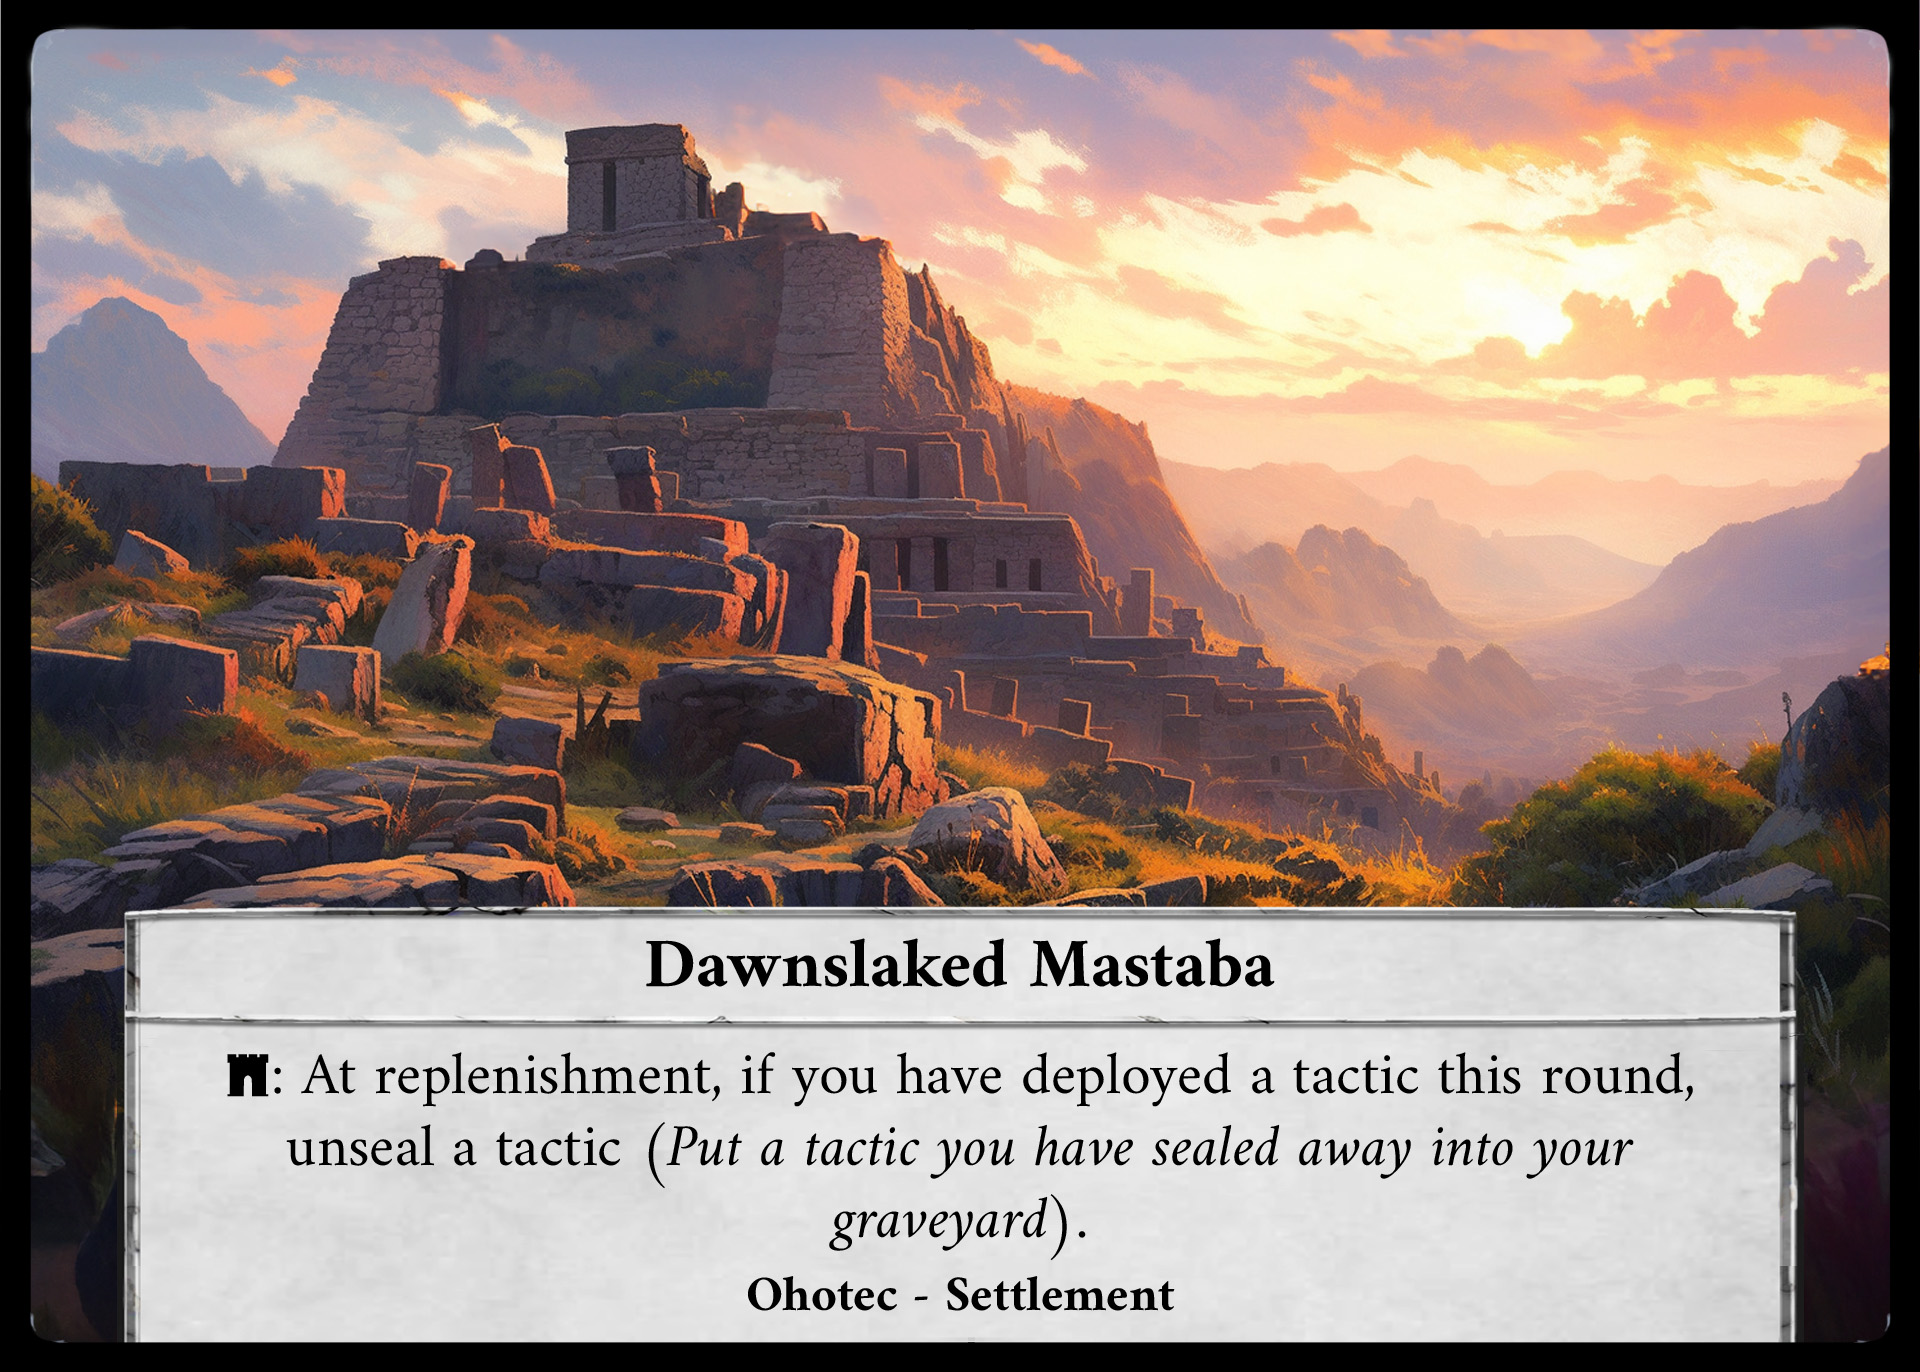 Dawnslaked Mastaba
: At replenishment, if you have deployed a tactic this round,
unseal a tactic (Put a tactic you have sealed away into your
graveyard).
Ohotec - Settlement